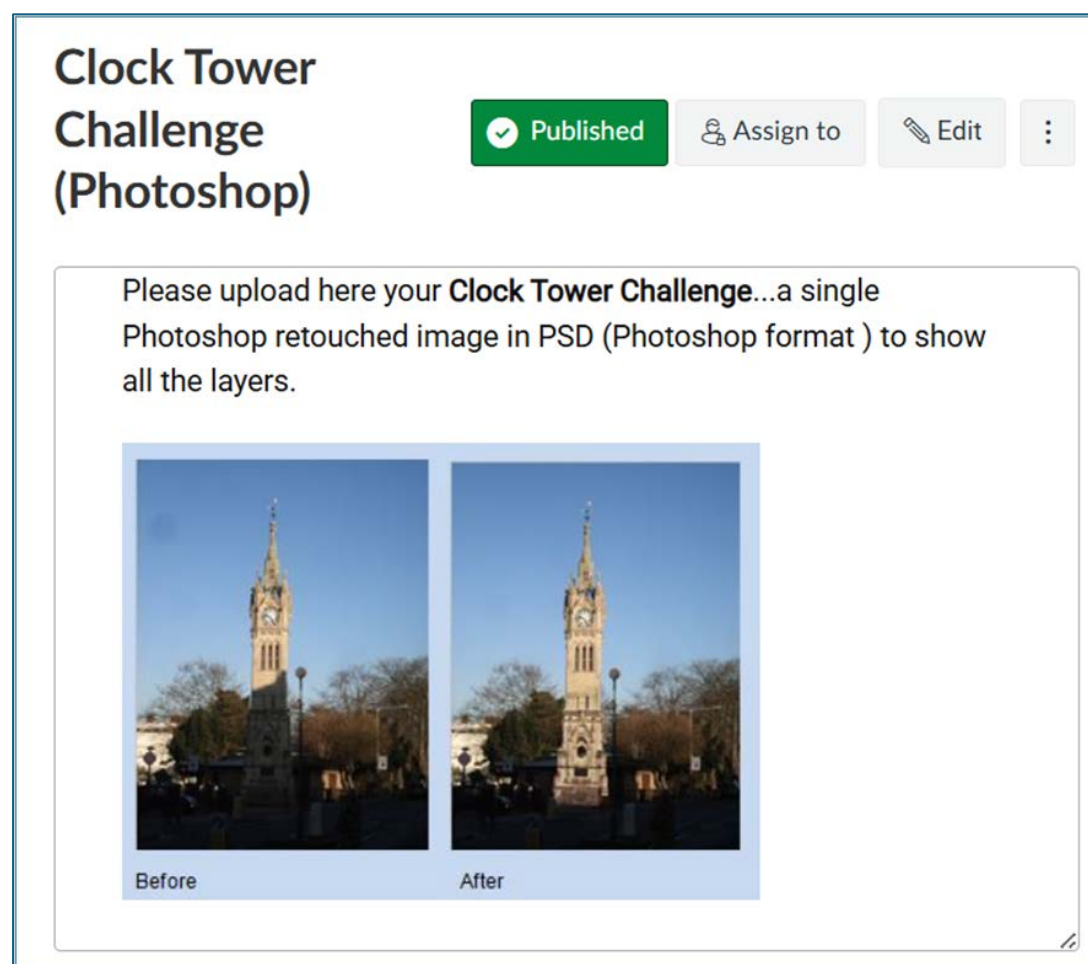 Clock Tower
Challenge
(Photoshop)
Published
Assign to
Edit
Please upload here your Clock Tower Challenge...a single
Photoshop retouched image in PSD (Photoshop format ) to show
all the layers.
Before
After